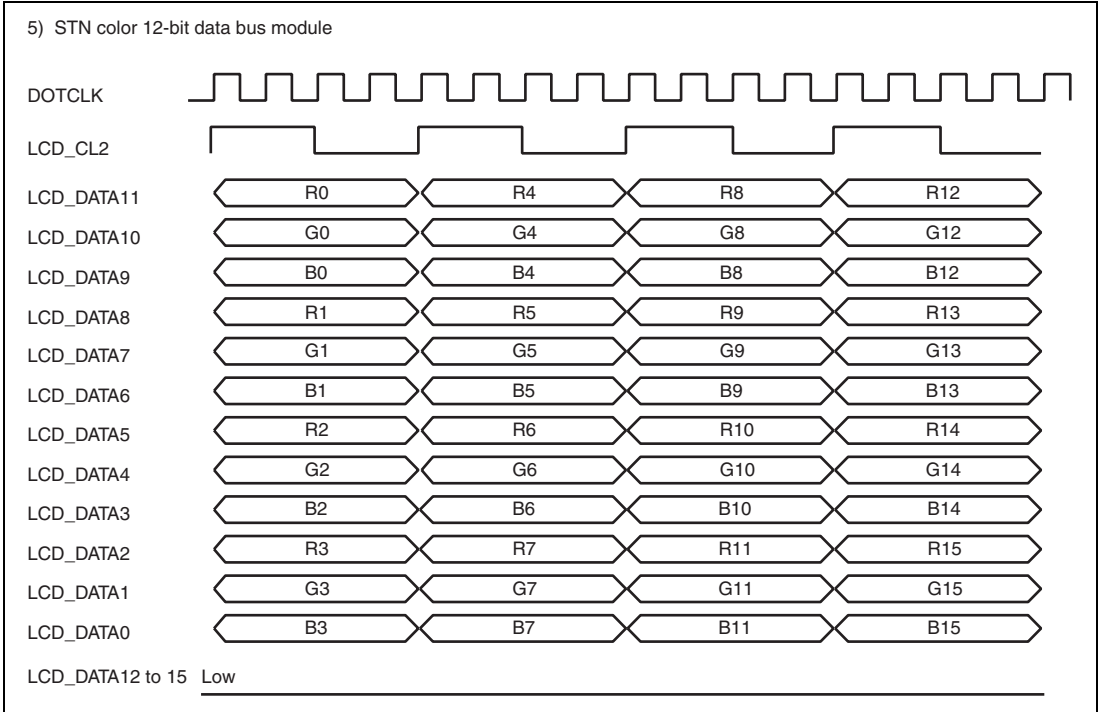 5) STN color 12-bit data bus module
DOTCLK
LCD_CL2
LCD_DATA11 R0 R4 R8 R12
LCD_DATA10 G0 G4 G8 G12
LCD_DATA9 B0 B4 B8 B12
LCD_DATA8 R1 R5 R9 R13
LCD_DATA7 G1 G5 G9 G13
LCD_DATA6 B1 B5 B9 B13
LCD_DATA5 R2 R6 R10 R14
LCD_DATA4 G2 G6 G10 G14
LCD_DATA3 B2 B6 B10 B14
LCD_DATA2 R3 R7 R11 R15
LCD_DATA1 G3 G7 G11 G15
LCD_DATA0 B3 B7 B11 B15
LCD_DATA12 to 15 Low